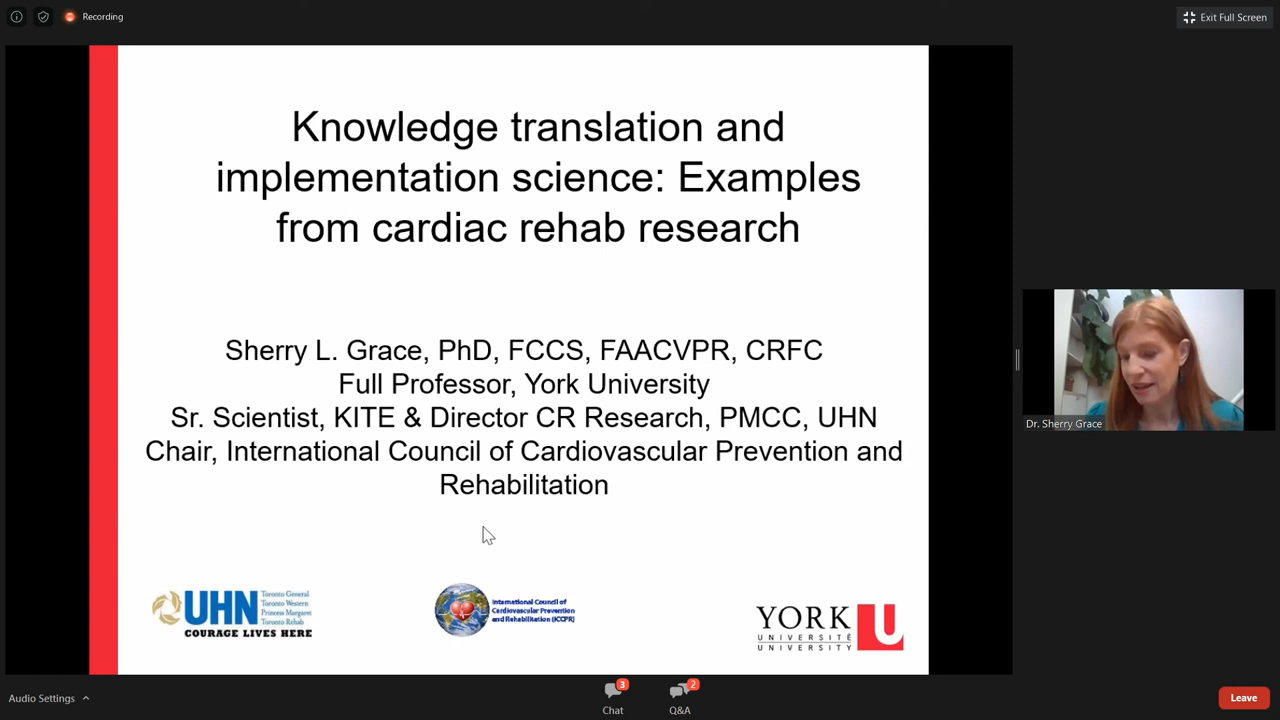 Recording
Exit Full Screen
Knowledge translation and
implementation science: Examples
from cardiac rehab research
Sherry L. Grace, PhD, FCCS, FAACVPR, CRFC
Full Professor, York University
Sr. Scientist, KITE & Director CR Research, PMCC, UHN
Chair, International Council of Cardiovascular Prevention and
Rehabilitation
Dr. Sherry Grace
UHN
Toronto General
Toronto Western
Princess Margaret
Toronto Rehab
COURAGE LIVES HERE
International Council of
Cardiovascular Prevention
and Rehabilitation (ICCPR)
YORK U
UNIVERSITÉ
UNIVERSITY
Audio Settings
3
Chat
2
Q&A
Leave